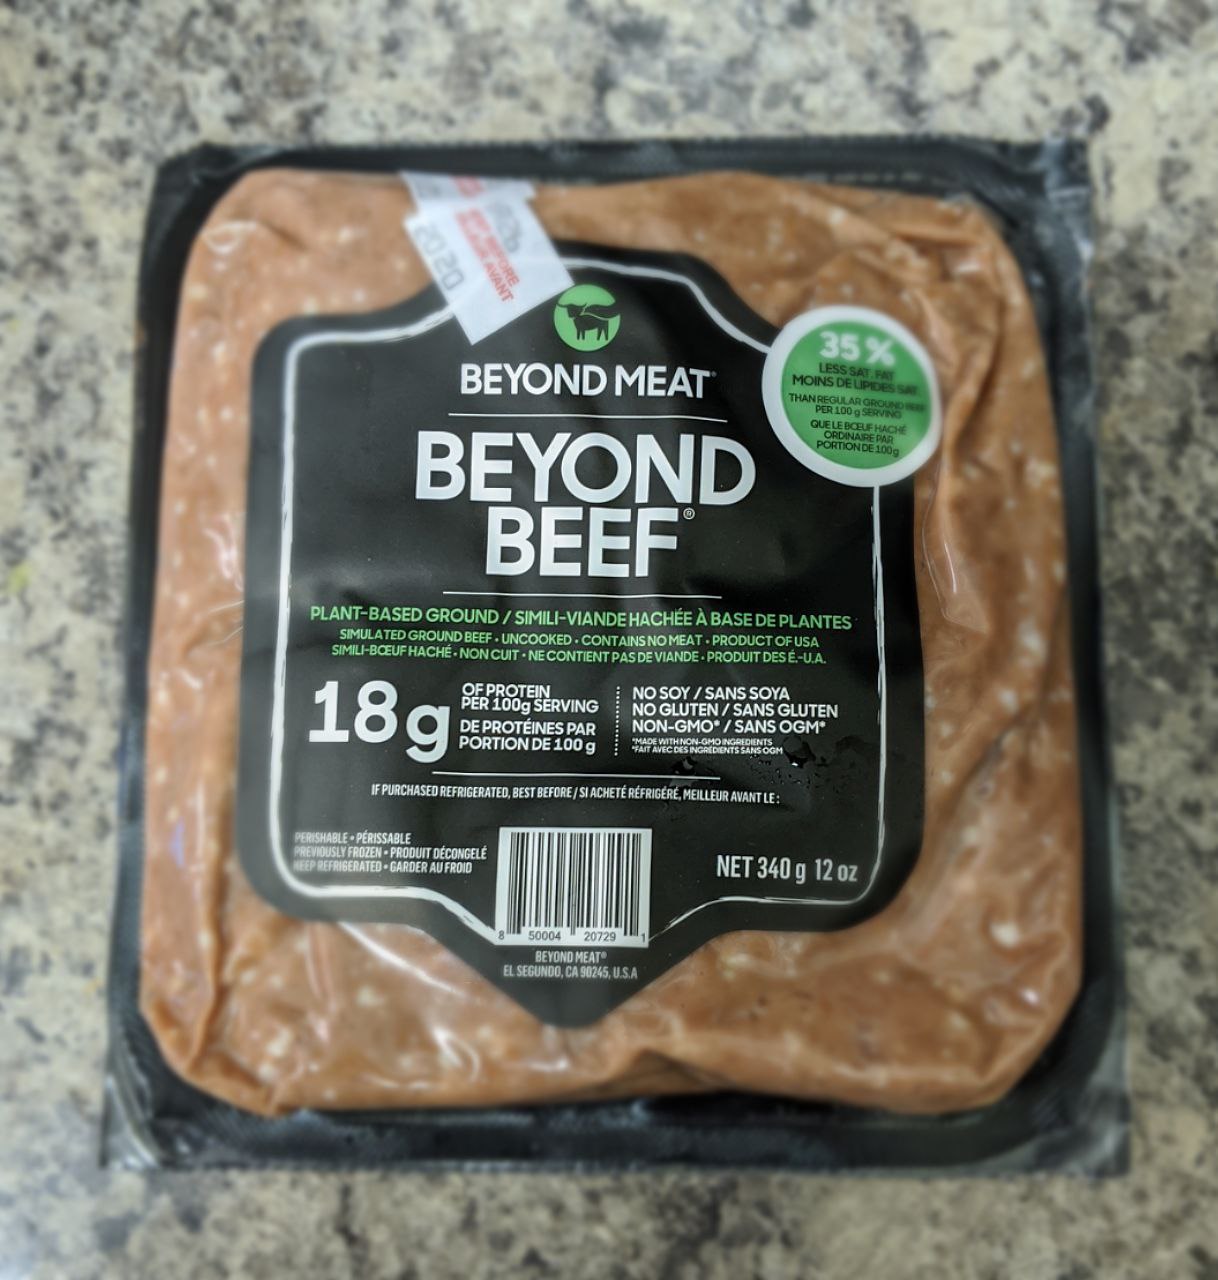 2020
BEST BEFORE
MEILLEUR AVANT
BEYOND MEAT®
35%
LESS SAT. FAT
MOINS DE LIPIDES SAT.
THAN REGULAR GROUND BEEF
PER 100 g SERVING
QUE LE BŒUF HACHÉ
ORDINAIRE PAR
PORTION DE 100g
BEYOND
BEEF®
PLANT-BASED GROUND / SIMILI-VIANDE HACHÉE À BASE DE PLANTES
SIMULATED GROUND BEEF • UNCOOKED • CONTAINS NO MEAT • PRODUCT OF USA
SIMILI-BŒUF HACHÉ • NON CUIT • NE CONTIENT PAS DE VIANDE • PRODUIT DES É.-U.A.
18g
OF PROTEIN
PER 100g SERVING
DE PROTÉINES PAR
PORTION DE 100 g
NO SOY / SANS SOYA
NO GLUTEN / SANS GLUTEN
NON-GMO* / SANS OGM*
*MADE WITH NON-GMO INGREDIENTS
*FAIT AVEC DES INGRÉDIENTS SANS OGM
IF PURCHASED REFRIGERATED, BEST BEFORE / SI ACHETÉ RÉFRIGÉRÉ, MEILLEUR AVANT LE :
PERISHABLE • PÉRISSABLE
PREVIOUSLY FROZEN • PRODUIT DÉCONGELÉ
KEEP REFRIGERATED • GARDER AU FROID
NET 340 g 12 oz
8 50004 20729 1
BEYOND MEAT®
EL SEGUNDO, CA 90245, U.S.A